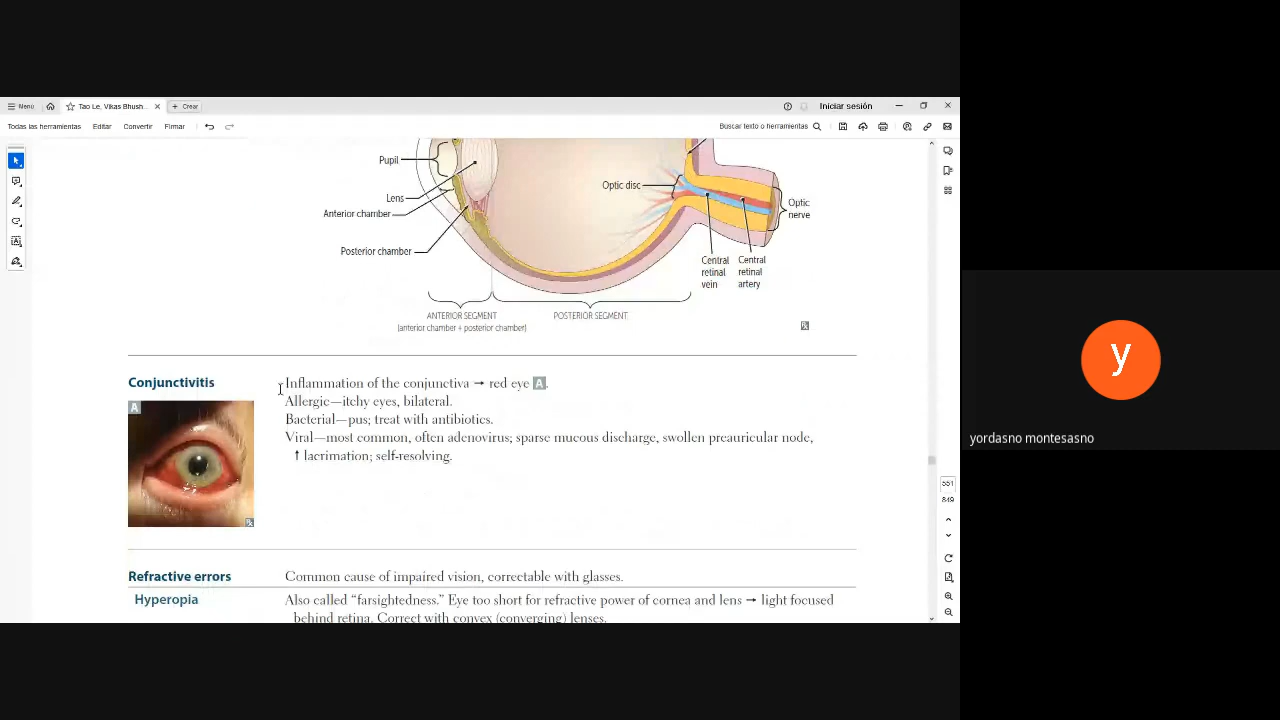 Menú
Tao Le, Vikas Bhush...
Crear
Iniciar sesión
Todas las herramientas
Editar
Convertir
Firmar
Buscar texto o herramientas
Pupil
Lens
Anterior chamber
Posterior chamber
Optic disc
Optic
nerve
Central
retinal
vein
Central
retinal
artery
ANTERIOR SEGMENT
(anterior chamber + posterior chamber)
POSTERIOR SEGMENT
Conjunctivitis
A
Inflammation of the conjunctiva → red eye A.
Allergic—itchy eyes, bilateral.
Bacterial—pus; treat with antibiotics.
Viral—most common, often adenovirus; sparse mucous discharge, swollen preauricular node,
↑ lacrimation; self-resolving.
Refractive errors
Common cause of impaired vision, correctable with glasses.
Hyperopia
Also called “farsightedness.” Eye too short for refractive power of cornea and lens → light focused
behind retina. Correct with convex (converging) lenses.
551
849
y
yordasno montesasno